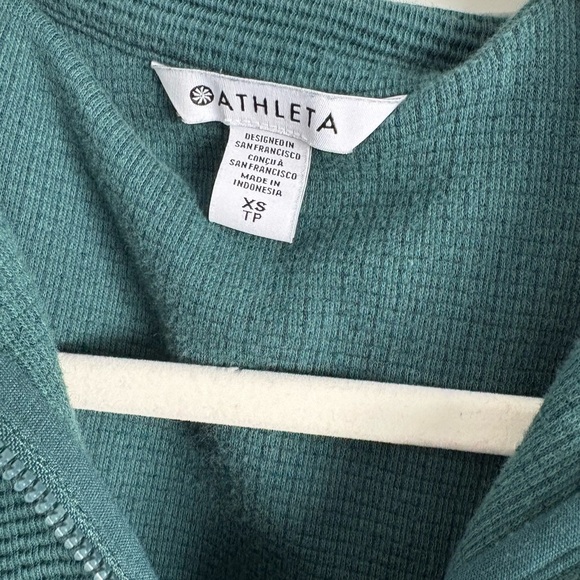 ATHLETA
DESIGNED IN
SAN FRANCISCO
CONÇU À
SAN FRANCISCO
MADE IN
INDONESIA
XS
TP